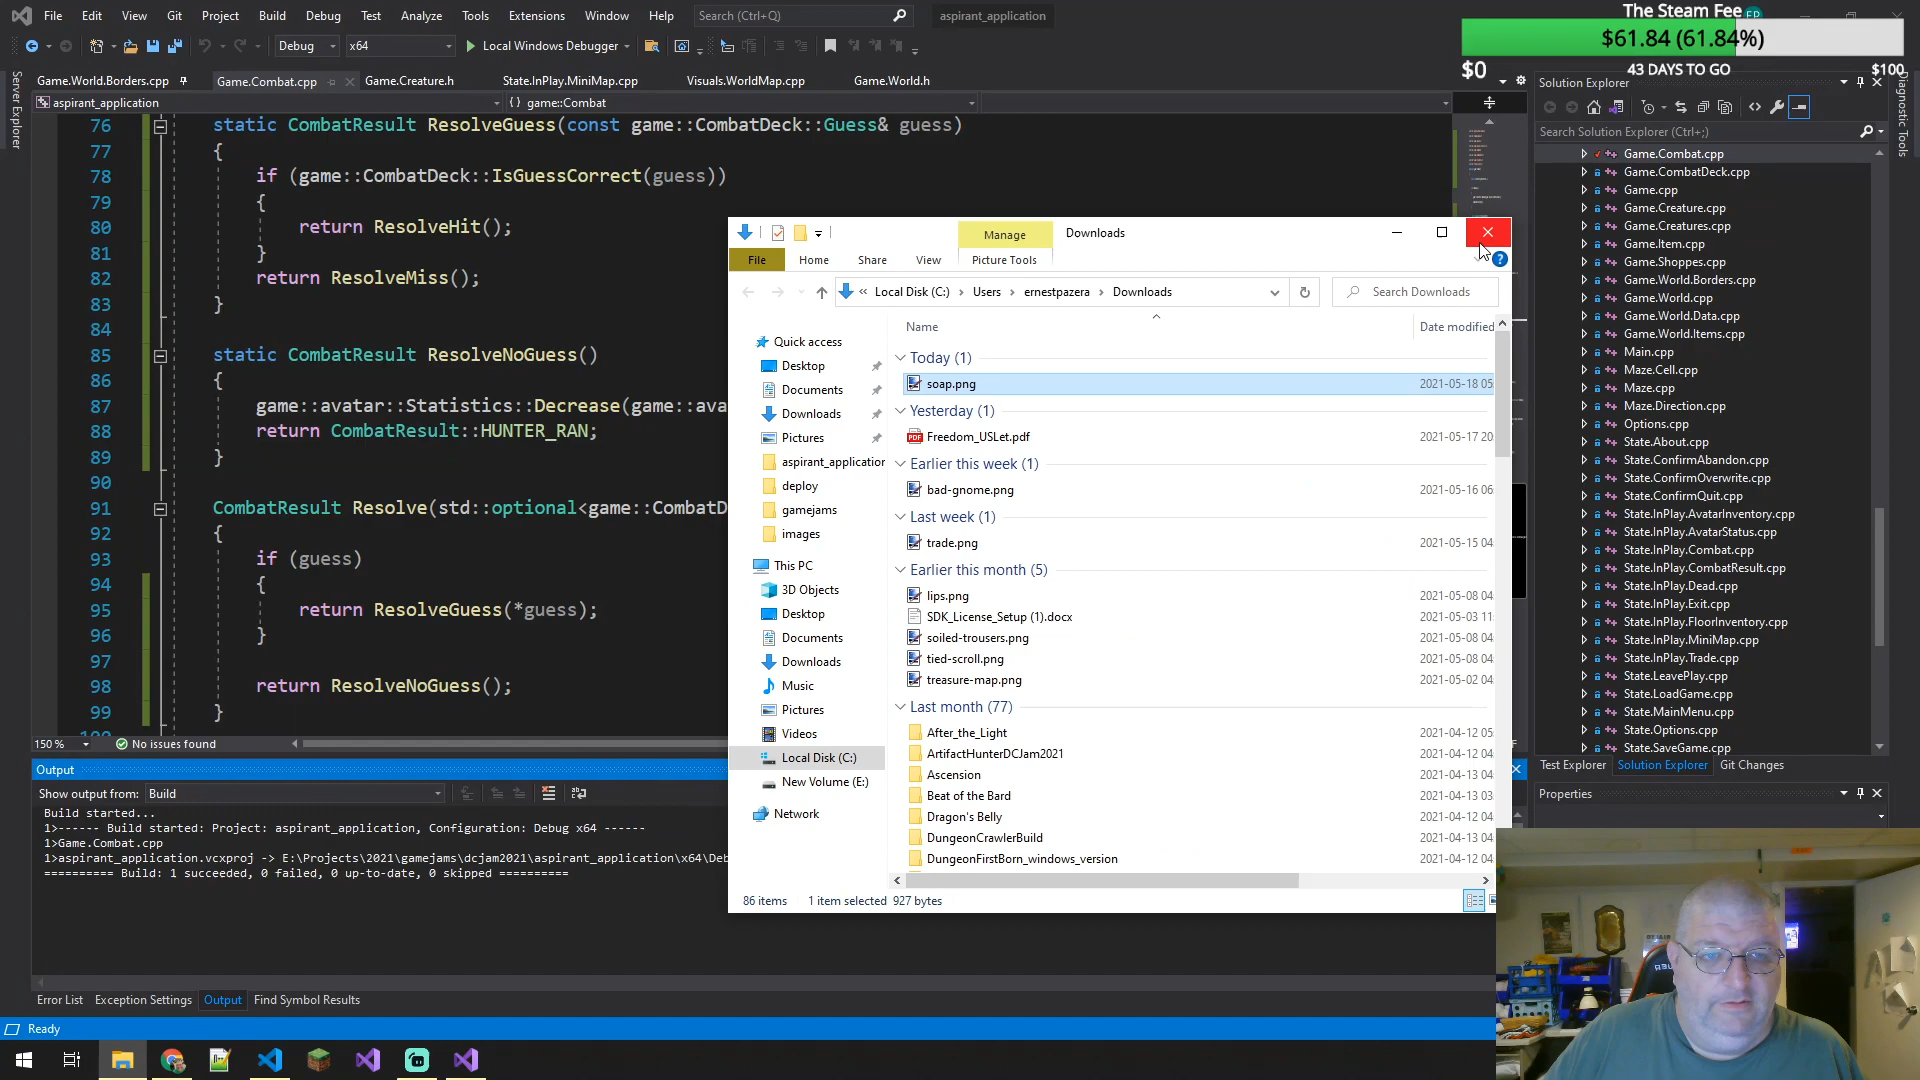 File Edit View Git Project Build Debug Test Analyze Tools Extensions Window Help Search (Ctrl+Q) aspirant_application
The Steam Fee EP
$61.84 (61.84%)
$0 43 DAYS TO GO $100
Debug x64 Local Windows Debugger
Game.World.Borders.cpp Game.Combat.cpp Game.Creature.h State.InPlay.MiniMap.cpp Visuals.WorldMap.cpp Game.World.h
aspirant_application {} game::Combat
Server Explorer
Diagnostic Tools
76 static CombatResult ResolveGuess(const game::CombatDeck::Guess& guess)
77 {
78 if (game::CombatDeck::IsGuessCorrect(guess))
79 {
80 return ResolveHit();
81 }
82 return ResolveMiss();
83 }
84
85 static CombatResult ResolveNoGuess()
86 {
87 game::avatar::Statistics::Decrease(game::ava
88 return CombatResult::HUNTER_RAN;
89 }
90
91 CombatResult Resolve(std::optional<game::CombatD
92 {
93 if (guess)
94 {
95 return ResolveGuess(*guess);
96 }
97
98 return ResolveNoGuess();
99 }
150 % No issues found
Output
Show output from: Build
Build started...
1>------ Build started: Project: aspirant_application, Configuration: Debug x64 ------
1>Game.Combat.cpp
1>aspirant_application.vcxproj -> E:\Projects\2021\gamejams\dcjam2021\aspirant_application\x64\Deb
========== Build: 1 succeeded, 0 failed, 0 up-to-date, 0 skipped ==========
Error List Exception Settings Output Find Symbol Results
Ready
Manage Downloads
File Home Share View Picture Tools
« Local Disk (C:) › Users › ernestpazera › Downloads Search Downloads
Quick access
Desktop
Documents
Downloads
Pictures
aspirant_application
deploy
gamejams
images
This PC
3D Objects
Desktop
Documents
Downloads
Music
Pictures
Videos
Local Disk (C:)
New Volume (E:)
Network
Name Date modified
Today (1)
soap.png 2021-05-18 05:
Yesterday (1)
Freedom_USLet.pdf 2021-05-17 20:
Earlier this week (1)
bad-gnome.png 2021-05-16 06:
Last week (1)
trade.png 2021-05-15 04:
Earlier this month (5)
lips.png 2021-05-08 04:
SDK_License_Setup (1).docx 2021-05-03 11:
soiled-trousers.png 2021-05-08 04:
tied-scroll.png 2021-05-08 04:
treasure-map.png 2021-05-02 04:
Last month (77)
After_the_Light 2021-04-12 05:
ArtifactHunterDCJam2021 2021-04-12 04:
Ascension 2021-04-13 04:
Beat of the Bard 2021-04-13 03:
Dragon's Belly 2021-04-12 04:
DungeonCrawlerBuild 2021-04-13 04:
DungeonFirstBorn_windows_version 2021-04-12 04:
86 items 1 item selected 927 bytes
Solution Explorer
Search Solution Explorer (Ctrl+;)
Game.Combat.cpp
Game.CombatDeck.cpp
Game.cpp
Game.Creature.cpp
Game.Creatures.cpp
Game.Item.cpp
Game.Shoppes.cpp
Game.World.Borders.cpp
Game.World.cpp
Game.World.Data.cpp
Game.World.Items.cpp
Main.cpp
Maze.Cell.cpp
Maze.cpp
Maze.Direction.cpp
Options.cpp
State.About.cpp
State.ConfirmAbandon.cpp
State.ConfirmOverwrite.cpp
State.ConfirmQuit.cpp
State.InPlay.AvatarInventory.cpp
State.InPlay.AvatarStatus.cpp
State.InPlay.Combat.cpp
State.InPlay.CombatResult.cpp
State.InPlay.Dead.cpp
State.InPlay.Exit.cpp
State.InPlay.FloorInventory.cpp
State.InPlay.MiniMap.cpp
State.InPlay.Trade.cpp
State.LeavePlay.cpp
State.LoadGame.cpp
State.MainMenu.cpp
State.Options.cpp
State.SaveGame.cpp
Test Explorer Solution Explorer Git Changes
Properties